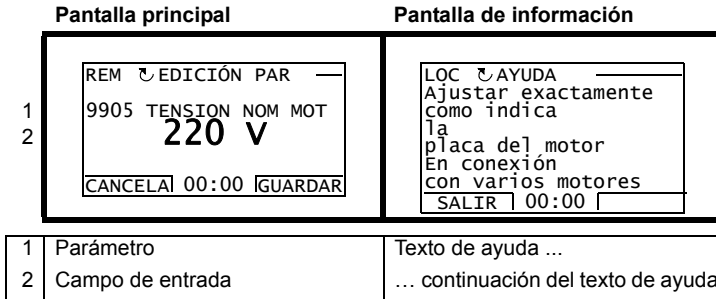 Pantalla principal Pantalla de información
REM ↻ EDICIÓN PAR
1 9905 TENSION NOM MOT
2 220 V
CANCELA 00:00 GUARDAR
LOC ↻ AYUDA
Ajustar exactamente
como indica
la
placa del motor
En conexión
con varios motores
SALIR 00:00
1 Parámetro Texto de ayuda ...
2 Campo de entrada … continuación del texto de ayuda